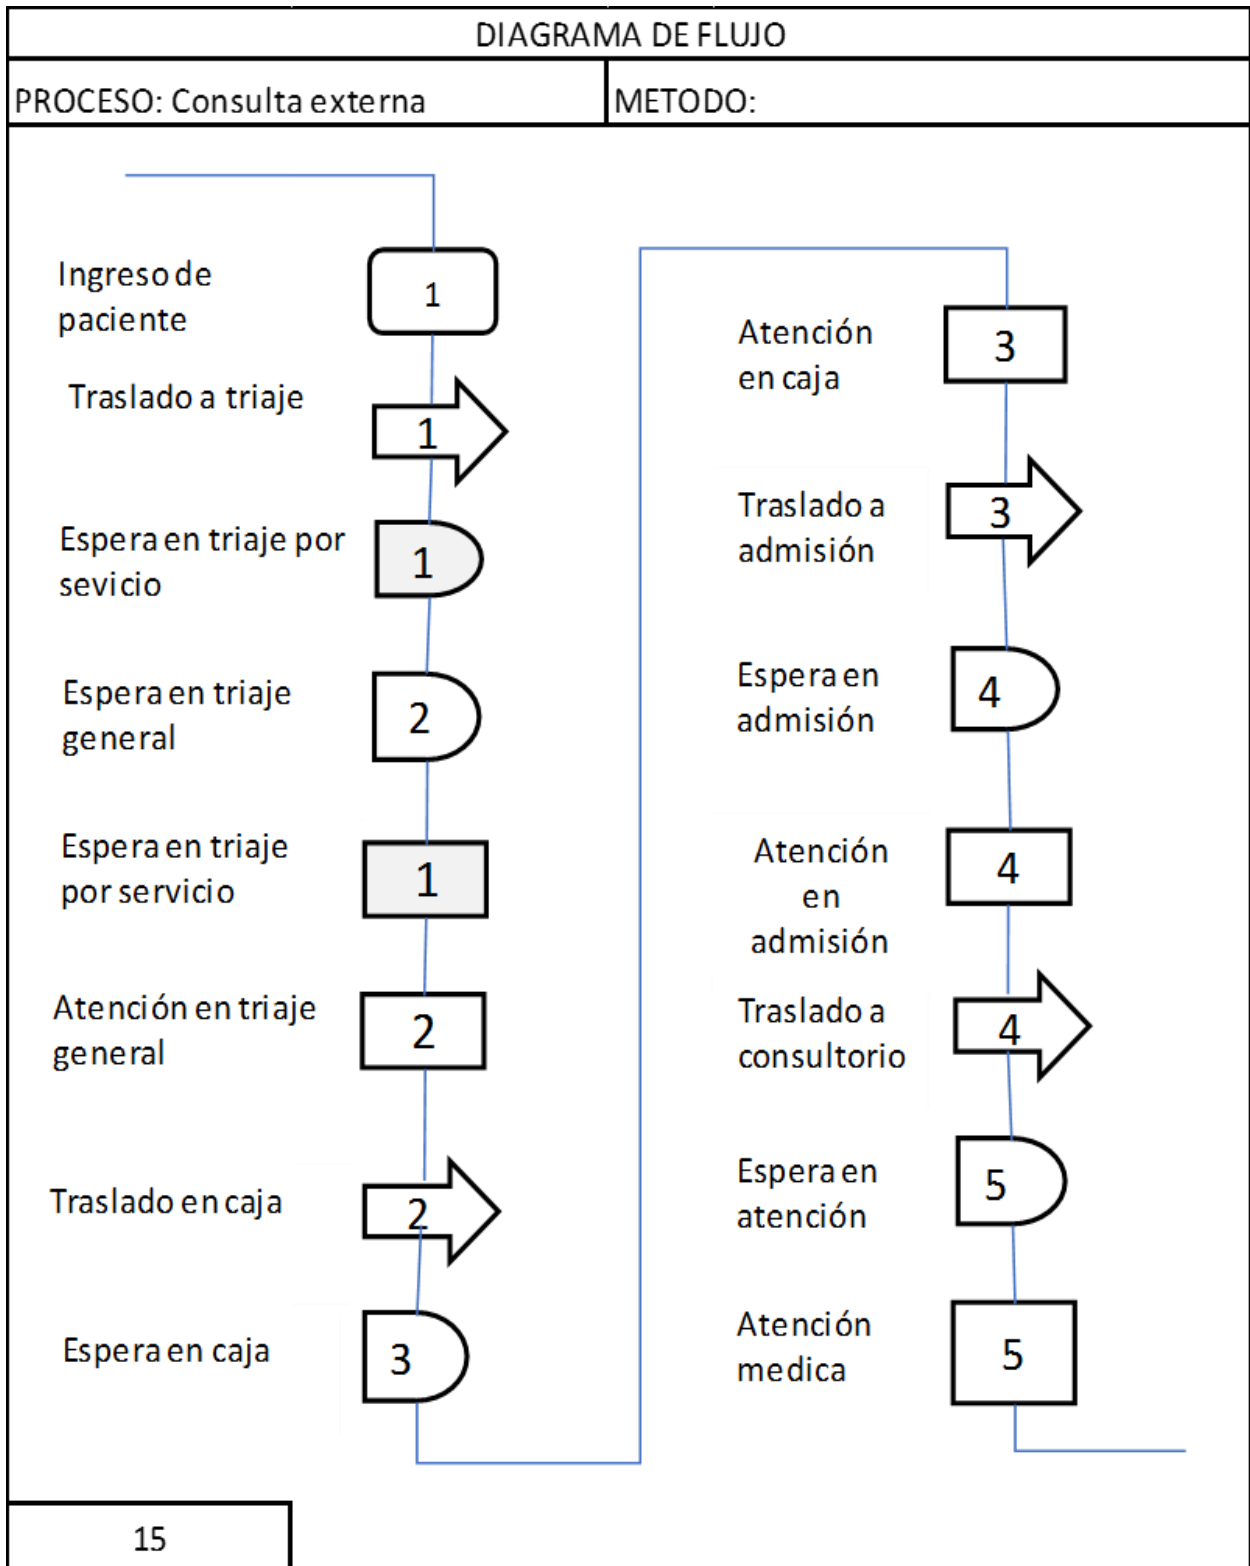 DIAGRAMA DE FLUJO
PROCESO: Consulta externa
METODO:
Ingreso de
paciente
1
Traslado a triaje
1
Espera en triaje por
sevicio
1
Espera en triaje
general
2
Espera en triaje
por servicio
1
Atención en triaje
general
2
Traslado en caja
2
Espera en caja
3
Atención
en caja
3
Traslado a
admisión
3
Espera en
admisión
4
Atención
en
admisión
4
Traslado a
consultorio
4
Espera en
atención
5
Atención
medica
5
15